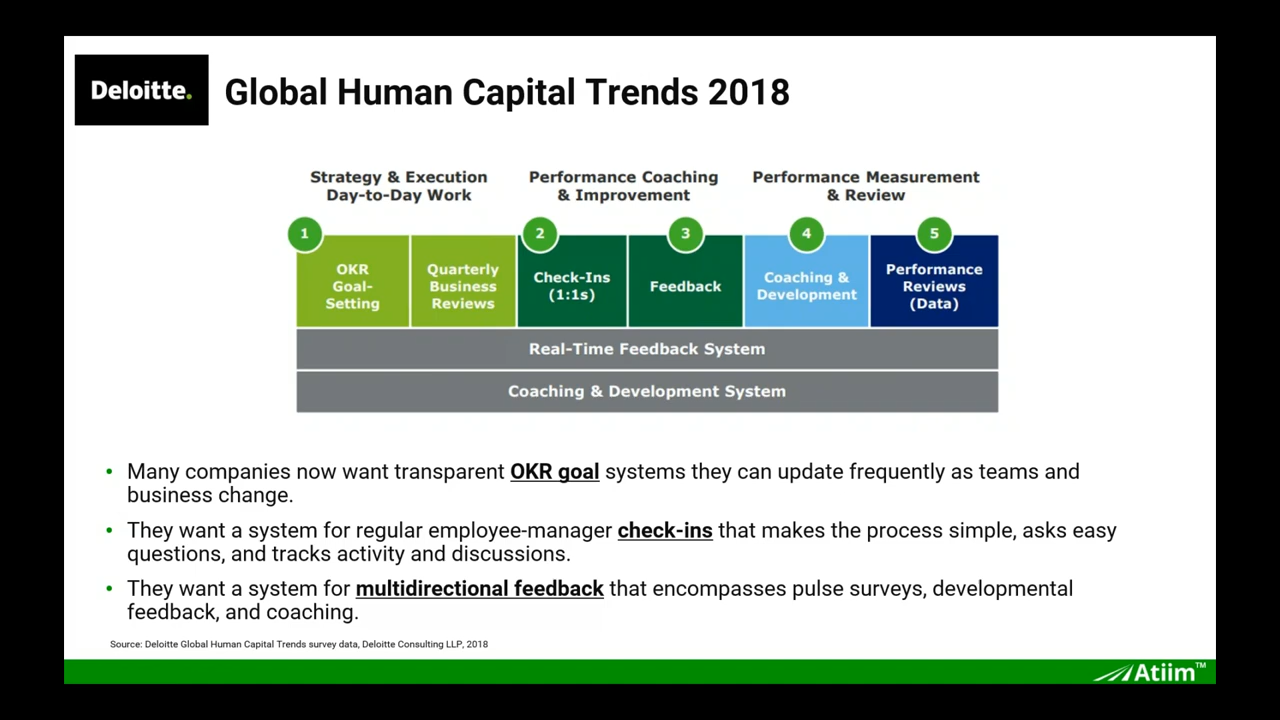 Deloitte.
Global Human Capital Trends 2018
Strategy & Execution
Day-to-Day Work
Performance Coaching
& Improvement
Performance Measurement
& Review
1
2
3
4
5
OKR
Goal-
Setting
Quarterly
Business
Reviews
Check-Ins
(1:1s)
Feedback
Coaching &
Development
Performance
Reviews
(Data)
Real-Time Feedback System
Coaching & Development System
• Many companies now want transparent OKR goal systems they can update frequently as teams and
business change.
• They want a system for regular employee-manager check-ins that makes the process simple, asks easy
questions, and tracks activity and discussions.
• They want a system for multidirectional feedback that encompasses pulse surveys, developmental
feedback, and coaching.
Source: Deloitte Global Human Capital Trends survey data, Deloitte Consulting LLP, 2018
Atiim™